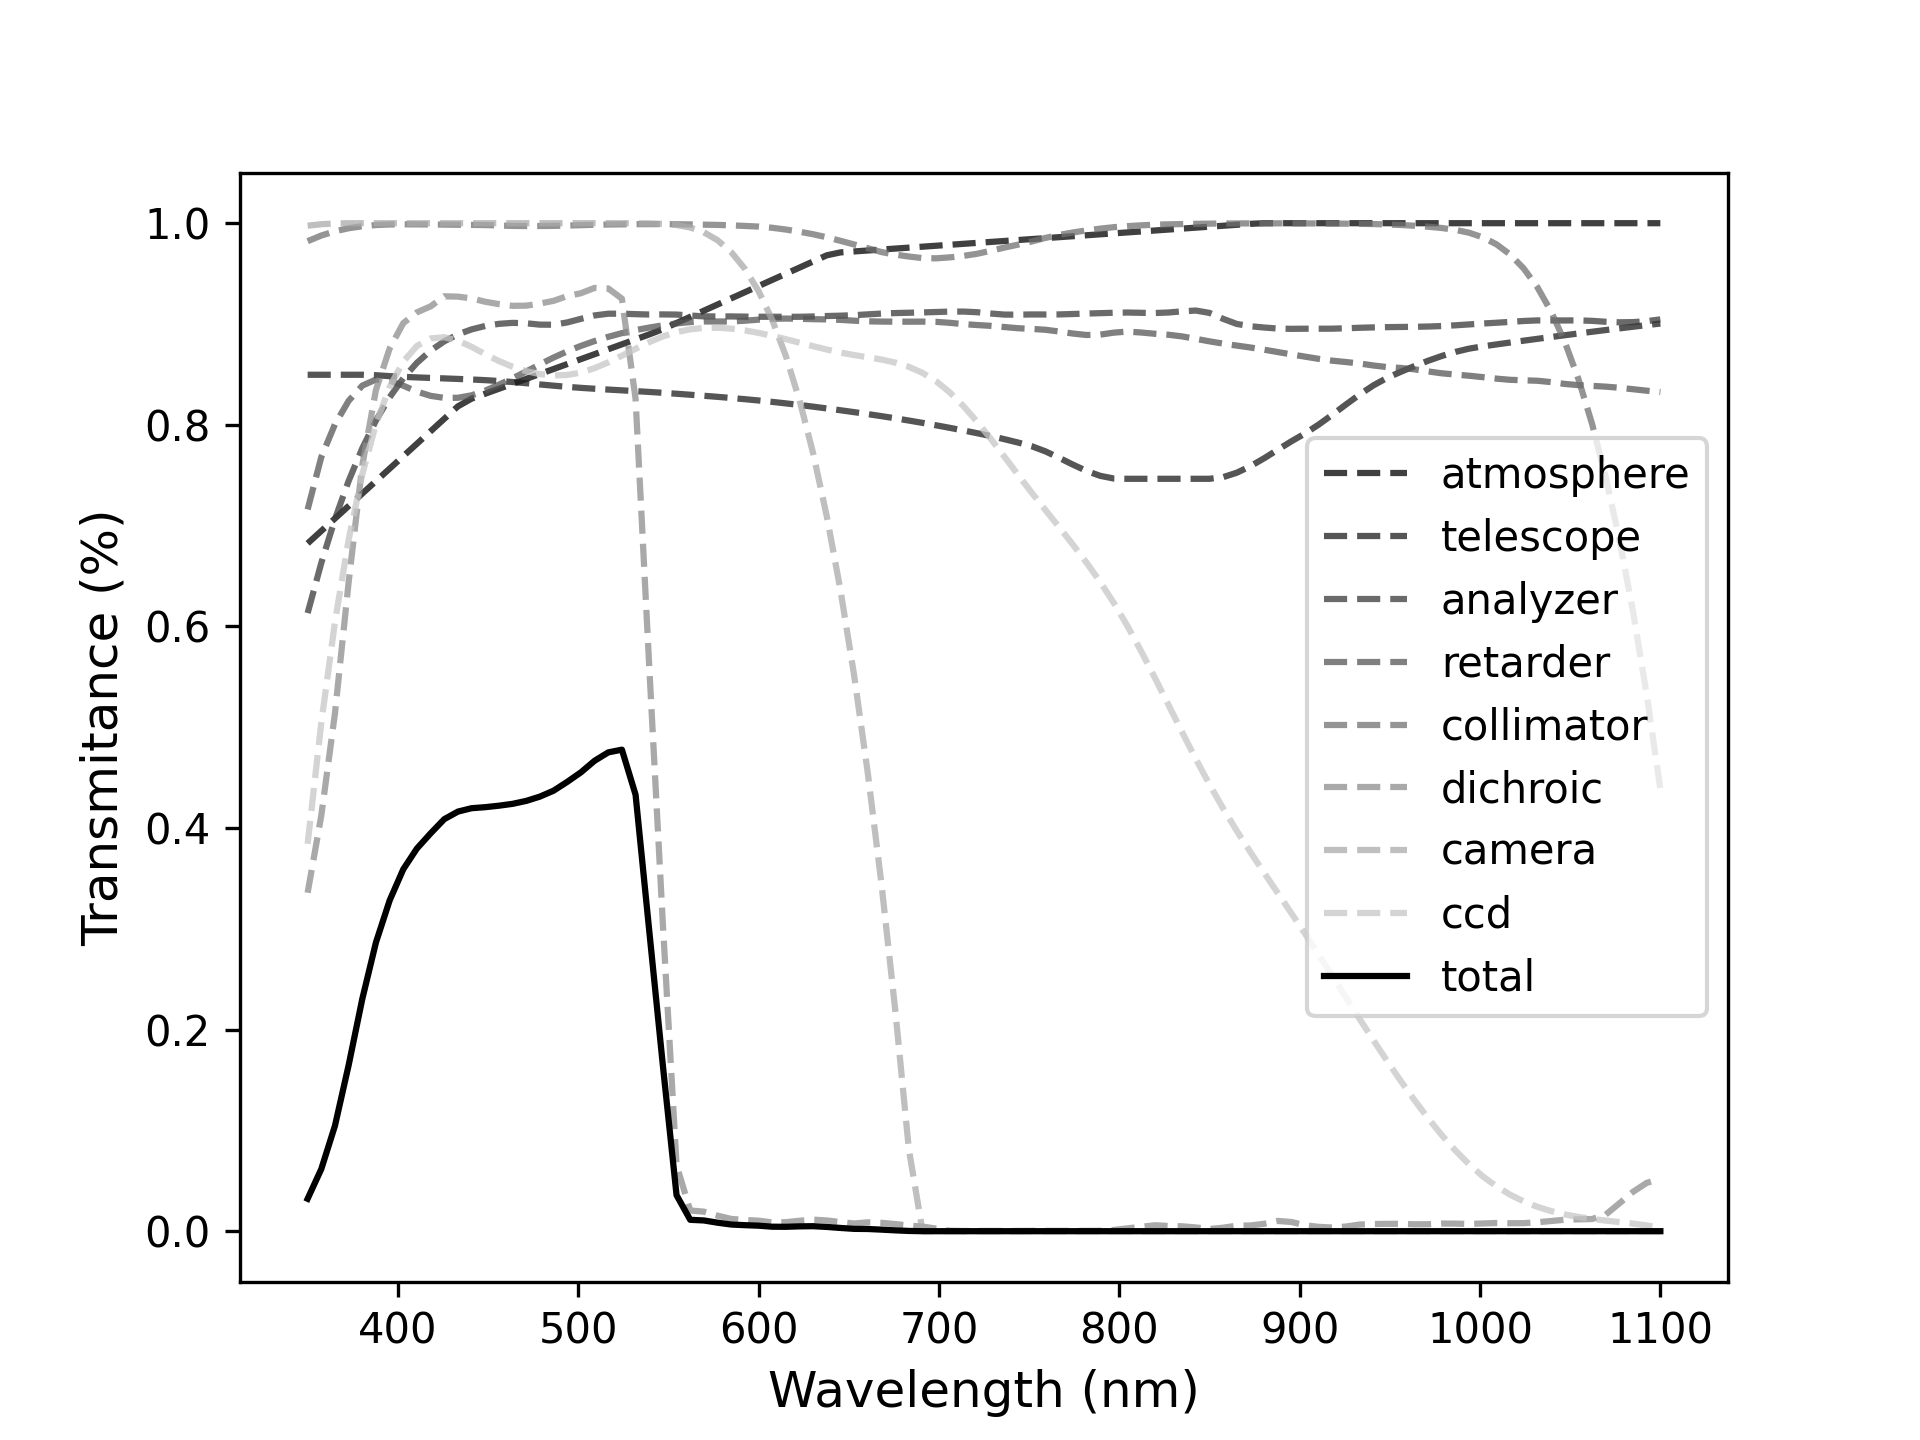 Transmitance (%)
1.0
0.8
0.6
0.4
0.2
0.0
atmosphere
telescope
analyzer
retarder
collimator
dichroic
camera
ccd
total
400 500 600 700 800 900 1000 1100
Wavelength (nm)